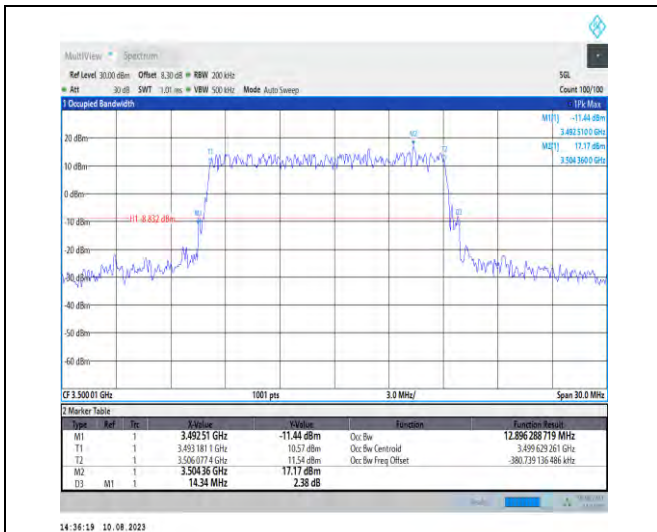 MultiView Spectrum
Ref Level 30.00 dBm Offset 8.30 dB RBW 200 kHz SGL
Att 30 dB SWT 1.01 ms VBW 500 kHz Mode Auto Sweep Count 100/100
1 Occupied Bandwidth 1Pk Max
M1[1] -11.44 dBm
3.492 510 0 GHz
M2[1] 17.17 dBm
3.504 360 0 GHz
20 dBm
10 dBm
0 dBm
-10 dBm
-20 dBm
-30 dBm
-40 dBm
-50 dBm
-60 dBm
T1
M2
T2
H1 -8.832 dBm
M1
D3
CF 3.500 01 GHz 1001 pts 3.0 MHz/ Span 30.0 MHz
2 Marker Table
Type Ref Trc X-Value Y-Value Function Function Result
M1 1 3.492 51 GHz -11.44 dBm Occ Bw 12.896 288 719 MHz
T1 1 3.493 181 1 GHz 10.57 dBm Occ Bw Centroid 3.499 629 261 GHz
T2 1 3.506 077 4 GHz 11.54 dBm Occ Bw Freq Offset -380.739 136 486 kHz
M2 1 3.504 36 GHz 17.17 dBm
D3 M1 1 14.34 MHz 2.38 dB
14:36:19 10.08.2023